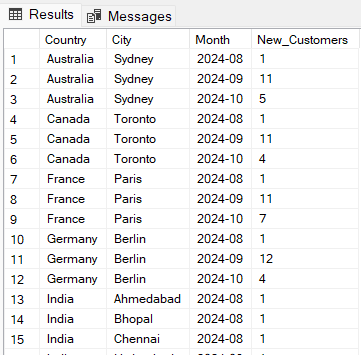 Results Messages
Country City Month New_Customers
1 Australia Sydney 2024-08 1
2 Australia Sydney 2024-09 11
3 Australia Sydney 2024-10 5
4 Canada Toronto 2024-08 1
5 Canada Toronto 2024-09 11
6 Canada Toronto 2024-10 4
7 France Paris 2024-08 1
8 France Paris 2024-09 11
9 France Paris 2024-10 7
10 Germany Berlin 2024-08 1
11 Germany Berlin 2024-09 12
12 Germany Berlin 2024-10 4
13 India Ahmedabad 2024-08 1
14 India Bhopal 2024-08 1
15 India Chennai 2024-08 1